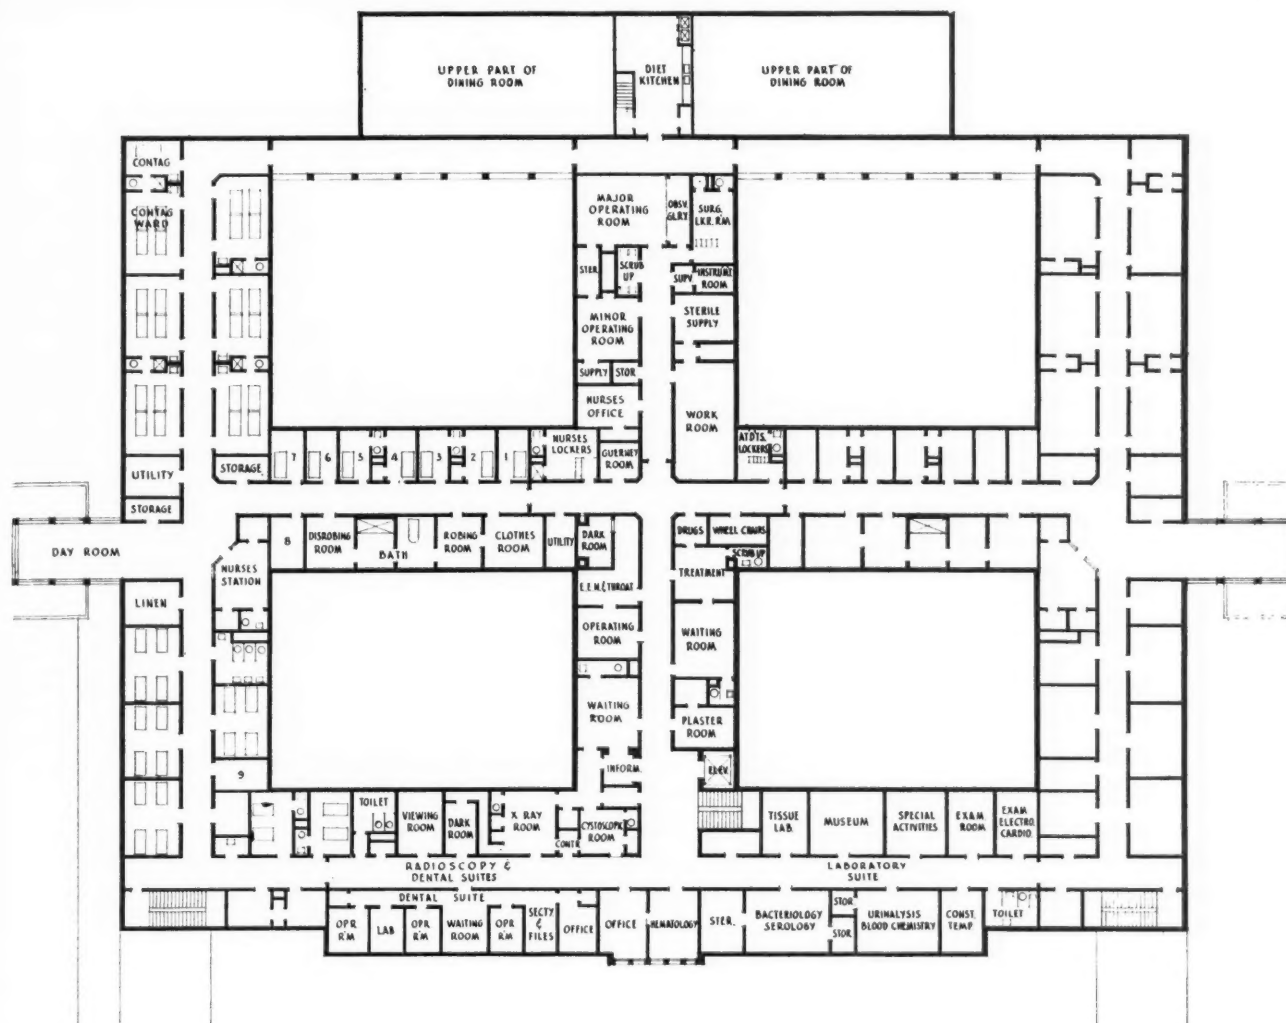 UPPER PART OF
DINING ROOM
DIET
KITCHEN
UPPER PART OF
DINING ROOM
CONTAG
CONTAG
WARD
MAJOR
OPERATING
ROOM
OBSV.
GLRY.
SURG.
LKR. R'M.
STER.
SCRUB
UP
SUPV
INSTRUM'T
ROOM
MINOR
OPERATING
ROOM
STERILE
SUPPLY
SUPPLY
STOR.
NURSES
OFFICE
WORK
ROOM
UTILITY
STORAGE
STORAGE
7
6
5
4
3
2
1
NURSES
LOCKERS
GUERNEY
ROOM
AT'D'TS.
LOCKERS
DAY ROOM
NURSES
STATION
8
DISROBING
ROOM
BATH
ROBING
ROOM
CLOTHES
ROOM
UTILITY
DARK
ROOM
DRUGS
WHEEL CHAIRS
SCRUB UP
TREATMENT
LINEN
E.E.N. & THROAT
OPERATING
ROOM
WAITING
ROOM
WAITING
ROOM
PLASTER
ROOM
INFORM.
ELEV.
9
TOILET
VIEWING
ROOM
DARK
ROOM
X RAY
ROOM
CONTR
CYSTOSCOPIC
ROOM
TISSUE
LAB.
MUSEUM
SPECIAL
ACTIVITIES
EXAM
ROOM
EXAM
ELECTRO.
CARDIO.
RADIOSCOPY &
DENTAL SUITES
LABORATORY
SUITE
DENTAL SUITE
OPR
R'M
LAB
OPR
R'M
WAITING
ROOM
OPR
R'M
SECTY
&
FILES
OFFICE
OFFICE
HEMATOLOGY
STER.
BACTERIOLOGY
SEROLOGY
STOR
STOR
URINALYSIS
BLOOD CHEMISTRY
CONST.
TEMP
TOILET